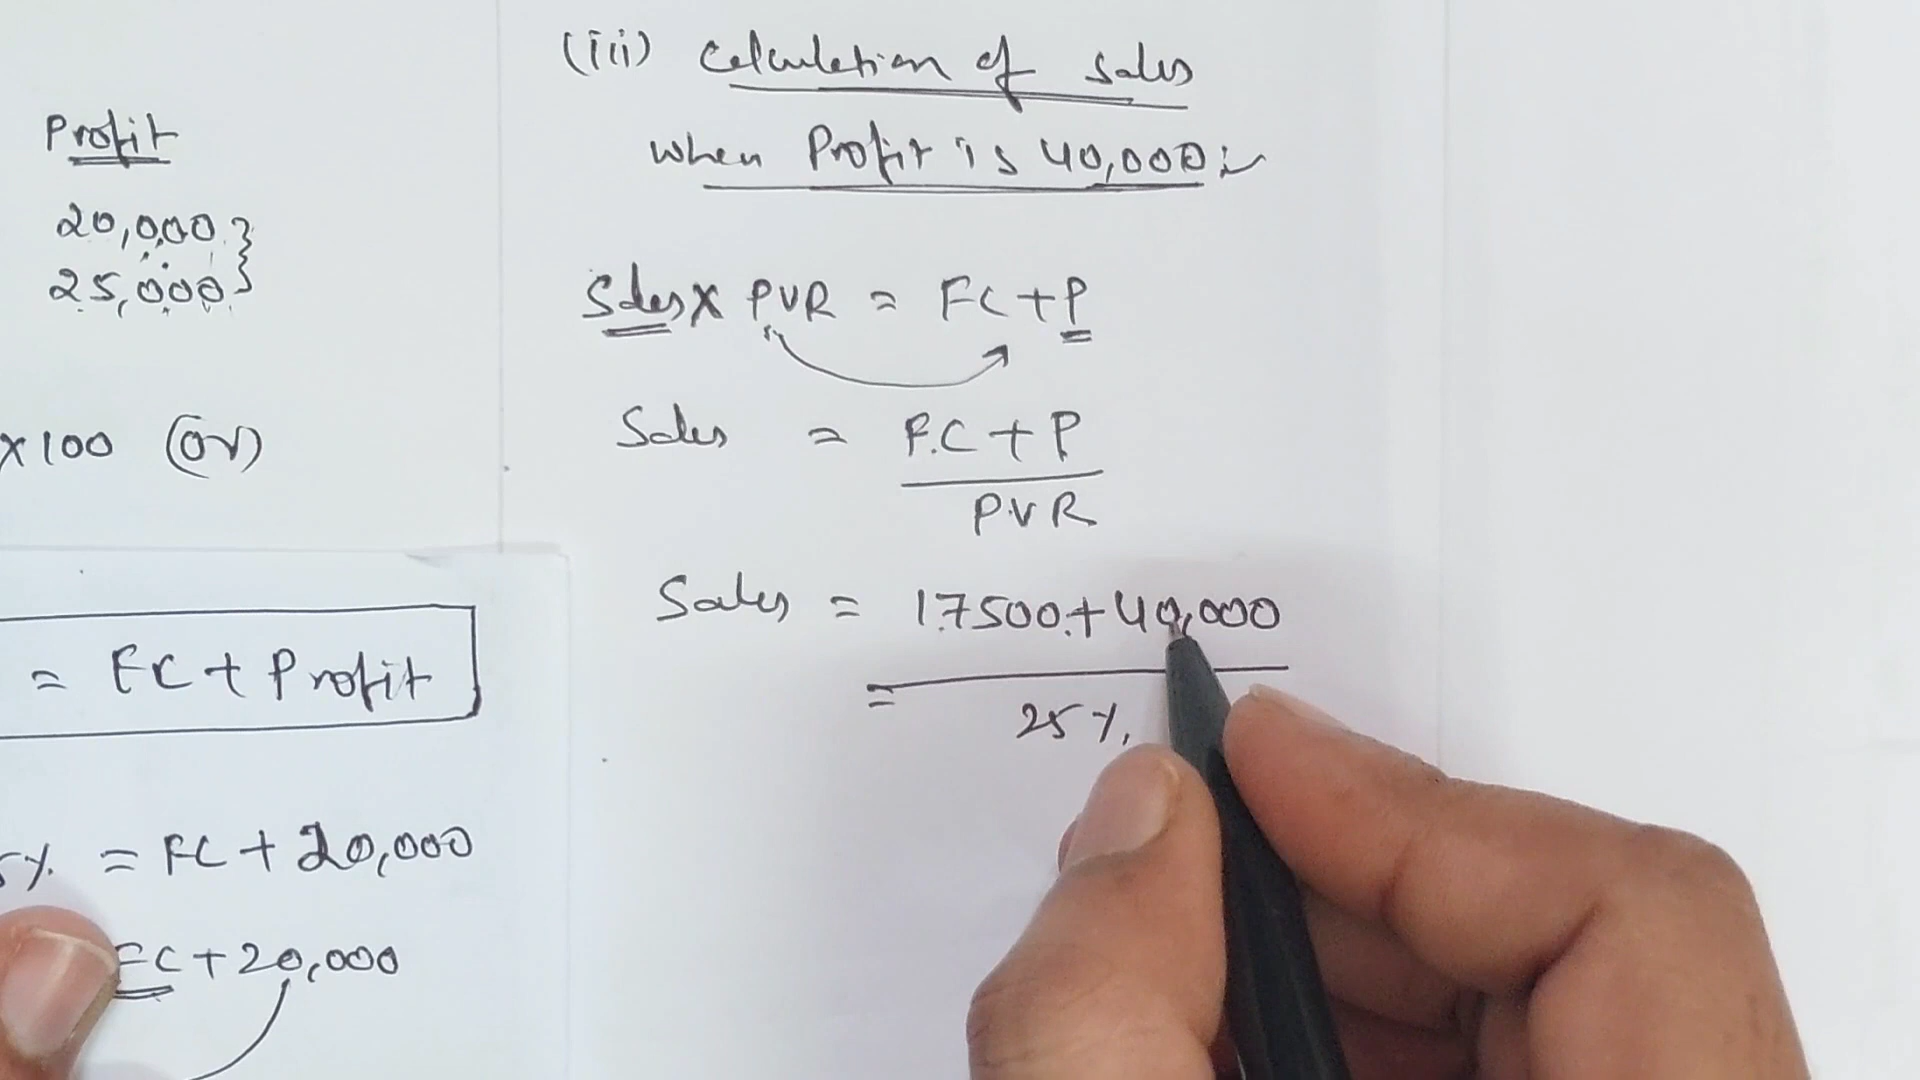 Profit
20,000
25,000
x100 (or)
= FC + Profit
5% = FC + 20,000
FC + 20,000
(iii) Calculation of Sales
when Profit is 40,000:
Sales x PVR = FC + P
Sales = F.C + P
PVR
Sales = 17500 + 40,000
=
25%